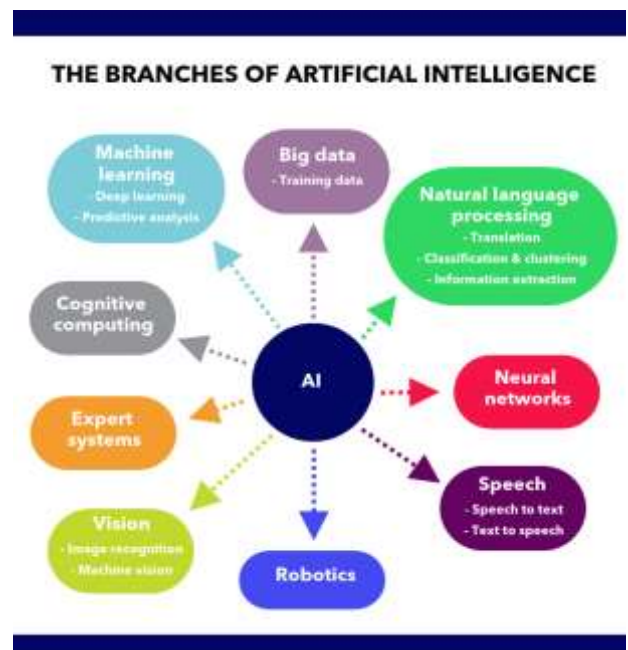 THE BRANCHES OF ARTIFICIAL INTELLIGENCE
Machine
learning
- Deep learning
- Predictive analysis
Big data
- Training data
Natural language
processing
- Translation
- Classification & clustering
- Information extraction
Cognitive
computing
AI
Neural
networks
Expert
systems
Speech
- Speech to text
- Text to speech
Vision
- Image recognition
- Machine vision
Robotics